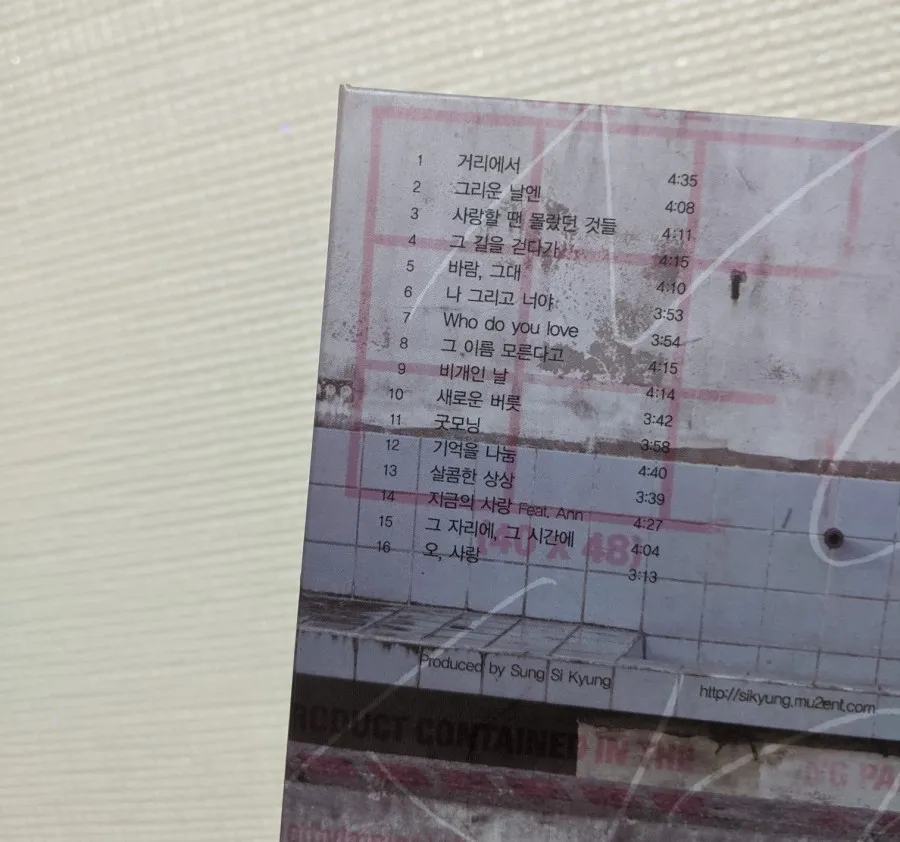 1 거리에서 4:35
2 그리운 날엔 4:08
3 사랑할 땐 몰랐던 것들 4:11
4 그 길을 걷다가 4:15
5 바람, 그대 4:10
6 나 그리고 너야 3:53
7 Who do you love 3:54
8 그 이름 모른다고 4:15
9 비개인 날 4:14
10 새로운 버릇 3:42
11 굿모닝 3:58
12 기억을 나눔 4:40
13 살콤한 상상 3:39
14 지금의 사랑 Feat. Ann 4:27
15 그 자리에, 그 시간에 4:04
16 오, 사랑 3:13
(40 x 48)
Produced by Sung Si Kyung
http://sikyung.mu2ent.com
PRODUCT CONTAINED IN THE